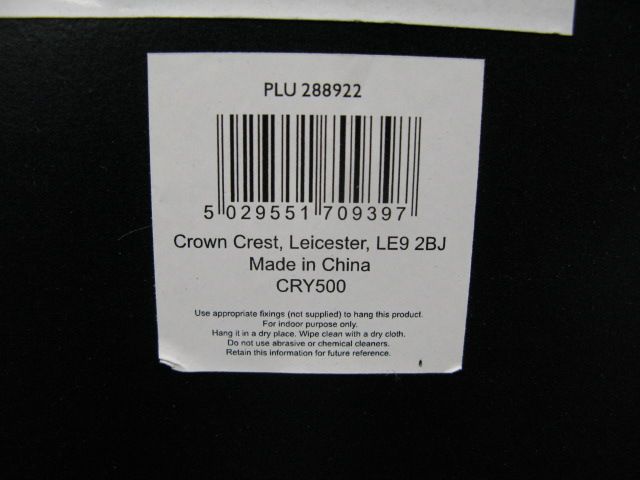 PLU 288922
5 029551 709397
Crown Crest, Leicester, LE9 2BJ
Made in China
CRY500
Use appropriate fixings (not supplied) to hang this product.
For indoor purpose only.
Hang it in a dry place. Wipe clean with a dry cloth.
Do not use abrasive or chemical cleaners.
Retain this information for future reference.